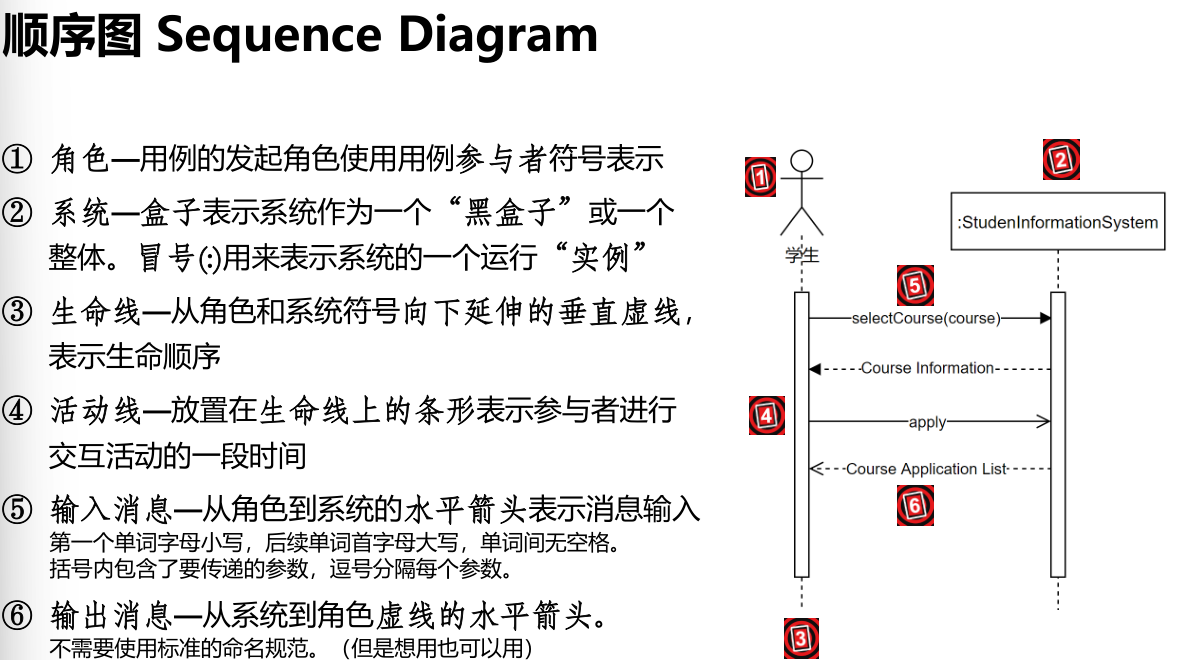 顺序图 Sequence Diagram
① 角色—用例的发起角色使用用例参与者符号表示
② 系统—盒子表示系统作为一个“黑盒子”或一个
整体。冒号(:)用来表示系统的一个运行“实例”
③ 生命线—从角色和系统符号向下延伸的垂直虚线，
表示生命顺序
④ 活动线—放置在生命线上的条形表示参与者进行
交互活动的一段时间
⑤ 输入消息—从角色到系统的水平箭头表示消息输入
第一个单词字母小写，后续单词首字母大写，单词间无空格。
括号内包含了要传递的参数，逗号分隔每个参数。
⑥ 输出消息—从系统到角色虚线的水平箭头。
不需要使用标准的命名规范。（但是想用也可以用）
1
2
:StudenInformationSystem
学生
5
selectCourse(course)
Course Information
4
apply
Course Application List
6
3